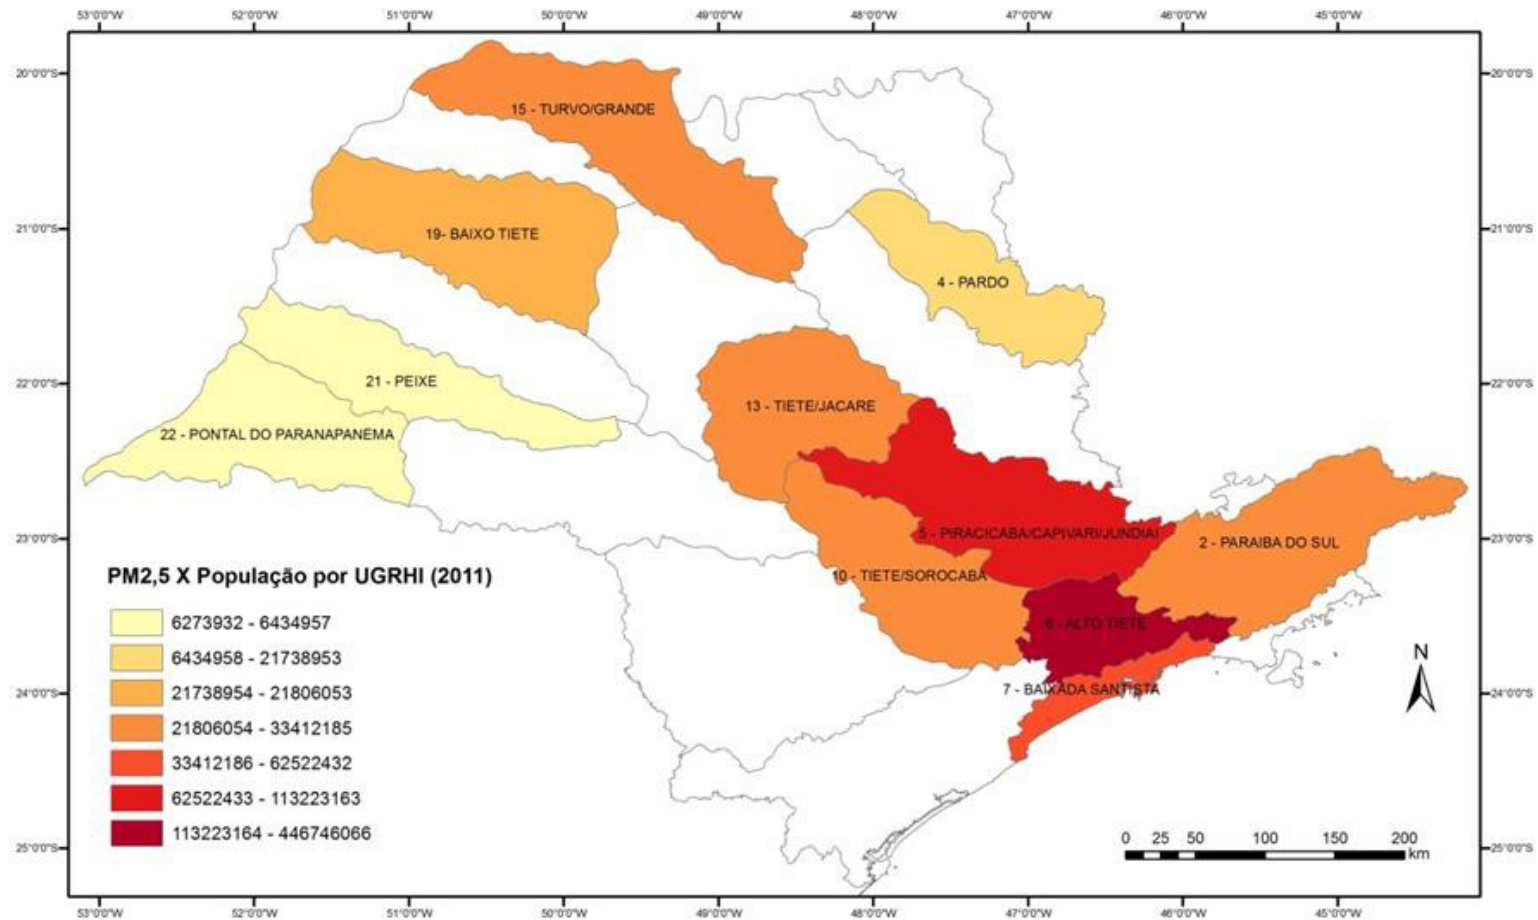 53°0'0"W 52°0'0"W 51°0'0"W 50°0'0"W 49°0'0"W 48°0'0"W 47°0'0"W 46°0'0"W 45°0'0"W
20°0'0"S 20°0'0"S
15 - TURVO/GRANDE
21°0'0"S 21°0'0"S
19- BAIXO TIETE
4 - PARDO
22°0'0"S 22°0'0"S
21 - PEIXE
13 - TIETE/JACARE
22 - PONTAL DO PARANAPANEMA
23°0'0"S 23°0'0"S
5 - PIRACICABA/CAPIVARI/JUNDIAI
2 - PARAIBA DO SUL
10 - TIETE/SOROCABA
6 - ALTO TIETE
24°0'0"S 24°0'0"S
7 - BAIXADA SANTISTA
PM2,5 X População por UGRHI (2011)
6273932 - 6434957
6434958 - 21738953
21738954 - 21806053
21806054 - 33412185
33412186 - 62522432
62522433 - 113223163
113223164 - 446746066
N
0 25 50 100 150 200
km
25°0'0"S 25°0'0"S
53°0'0"W 52°0'0"W 51°0'0"W 50°0'0"W 49°0'0"W 48°0'0"W 47°0'0"W 46°0'0"W 45°0'0"W